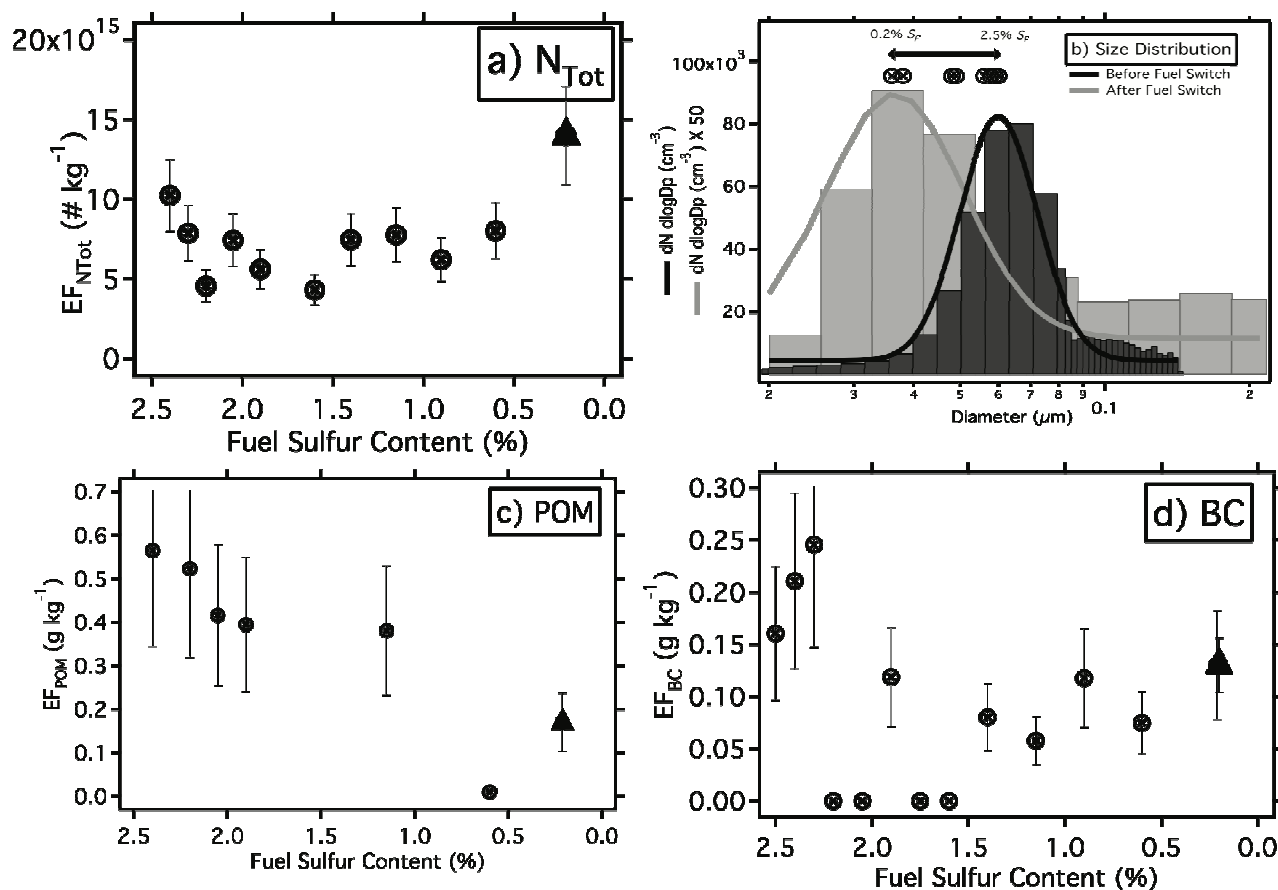 a) N_Tot
20x10^15
15
10
5
0
EF_NTot (# kg^-1)
2.5 2.0 1.5 1.0 0.5 0.0
Fuel Sulfur Content (%)
0.2% S_F 2.5% S_F
b) Size Distribution
Before Fuel Switch
After Fuel Switch
100x10^3
80
60
40
20
dN dlogDp (cm^-3)
dN dlogDp (cm^-3) X 50
2 3 4 5 6 7 8 9 0.1 2
Diameter (μm)
c) POM
0.7
0.6
0.5
0.4
0.3
0.2
0.1
0.0
EF_POM (g kg^-1)
2.5 2.0 1.5 1.0 0.5 0.0
Fuel Sulfur Content (%)
d) BC
0.30
0.25
0.20
0.15
0.10
0.05
0.00
EF_BC (g kg^-1)
2.5 2.0 1.5 1.0 0.5 0.0
Fuel Sulfur Content (%)